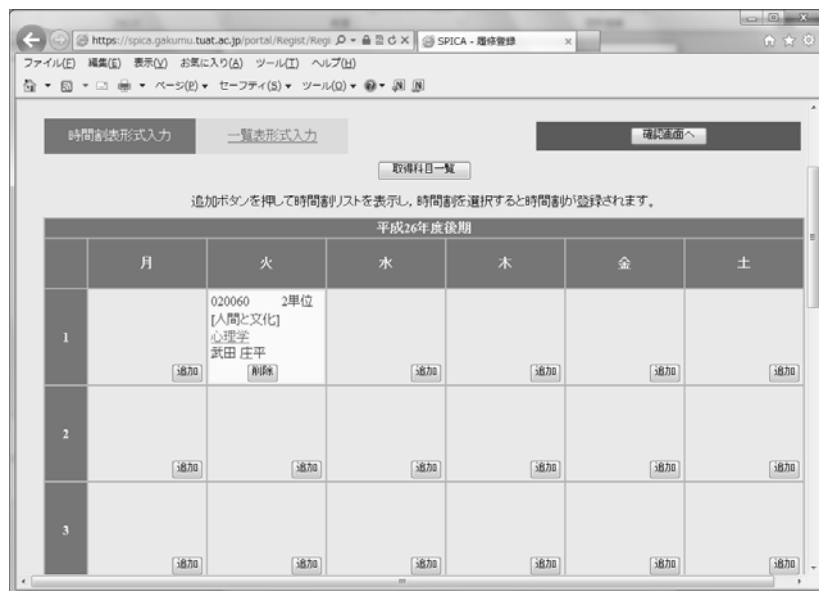 https://spica.gakumu.tuat.ac.jp/portal/Regist/Regi
SPICA - 履修登録
ファイル(F) 編集(E) 表示(V) お気に入り(A) ツール(T) ヘルプ(H)
ページ(P) セーフティ(S) ツール(O)
時間割表形式入力 一覧表形式入力 確認画面へ
取得科目一覧
追加ボタンを押して時間割リストを表示し，時間割を選択すると時間割が登録されます。
平成26年度後期
月 火 水 木 金 土
1
020060 2単位
[人間と文化]
心理学
武田 庄平
追加 削除 追加 追加 追加 追加
2
追加 追加 追加 追加 追加 追加
3
追加 追加 追加 追加 追加 追加